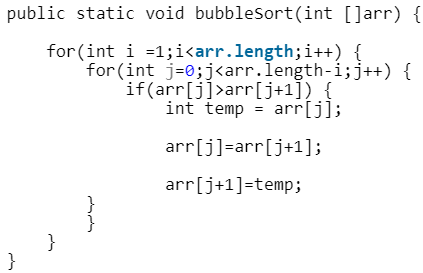 public static void bubbleSort(int []arr) {
for(int i =1;i<arr.length;i++) {
for(int j=0;j<arr.length-i;j++) {
if(arr[j]>arr[j+1]) {
int temp = arr[j];
arr[j]=arr[j+1];
arr[j+1]=temp;
}
}
}
}